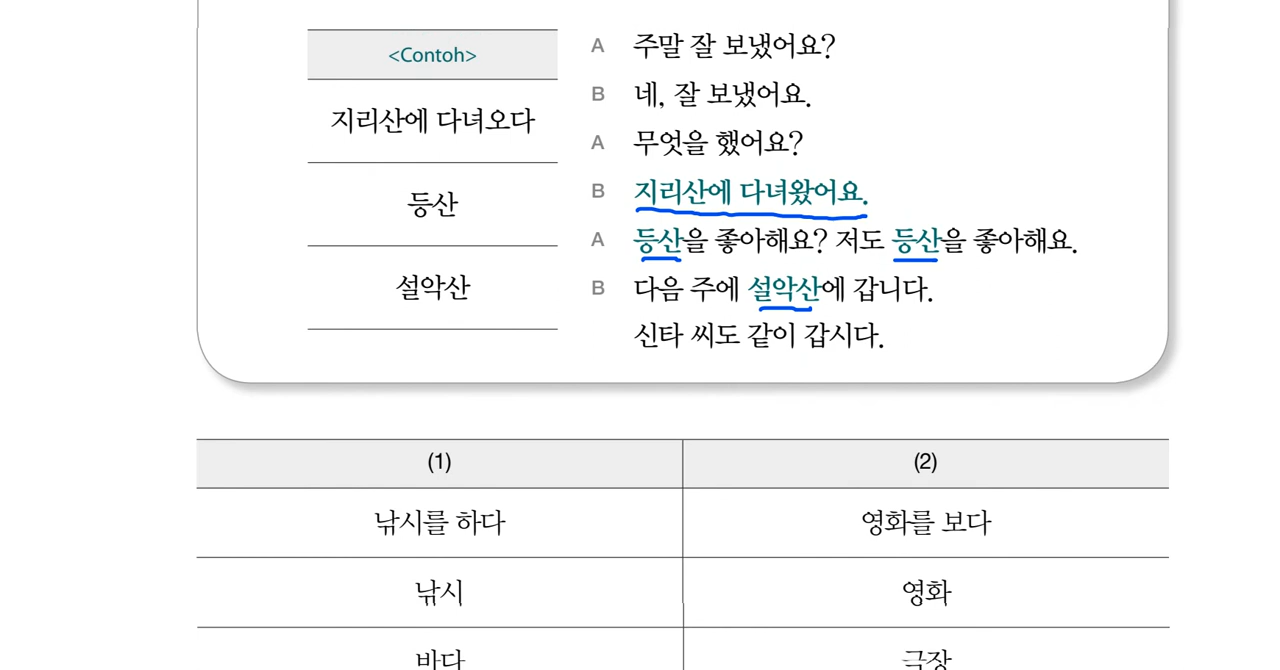 <Contoh>
지리산에 다녀오다
등산
설악산
A 주말 잘 보냈어요?
B 네, 잘 보냈어요.
A 무엇을 했어요?
B 지리산에 다녀왔어요.
A 등산을 좋아해요? 저도 등산을 좋아해요.
B 다음 주에 설악산에 갑니다.
신타 씨도 같이 갑시다.
(1) (2)
낚시를 하다 영화를 보다
낚시 영화
바다 극장